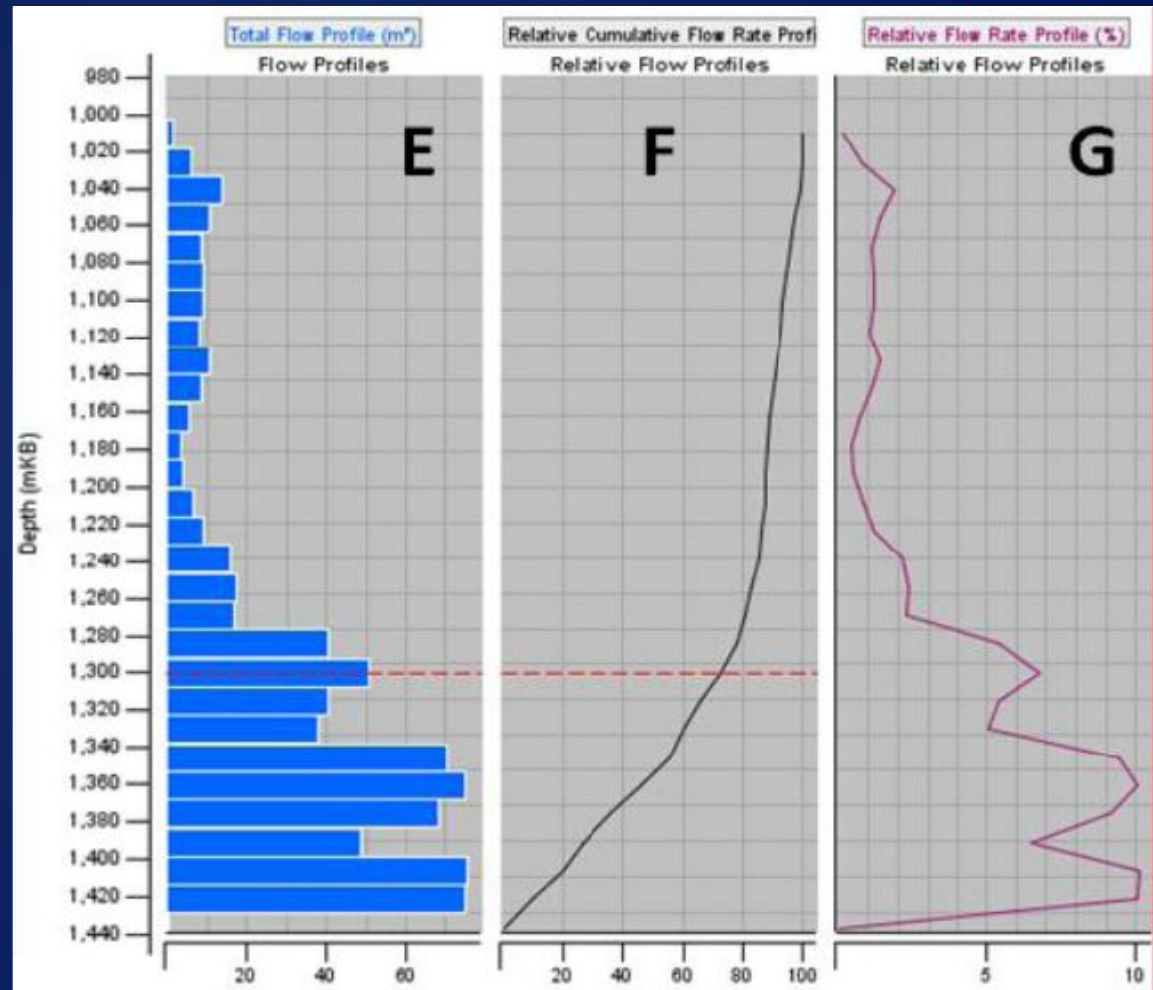 Total Flow Profile (m³)
Relative Cumulative Flow Rate Prof
Relative Flow Rate Profile (%)
Flow Profiles
Relative Flow Profiles
Relative Flow Profiles
E
F
G
Depth (mKB)
980
1,000
1,020
1,040
1,060
1,080
1,100
1,120
1,140
1,160
1,180
1,200
1,220
1,240
1,260
1,280
1,300
1,320
1,340
1,360
1,380
1,400
1,420
1,440
20 40 60
20 40 60 80 100
5 10